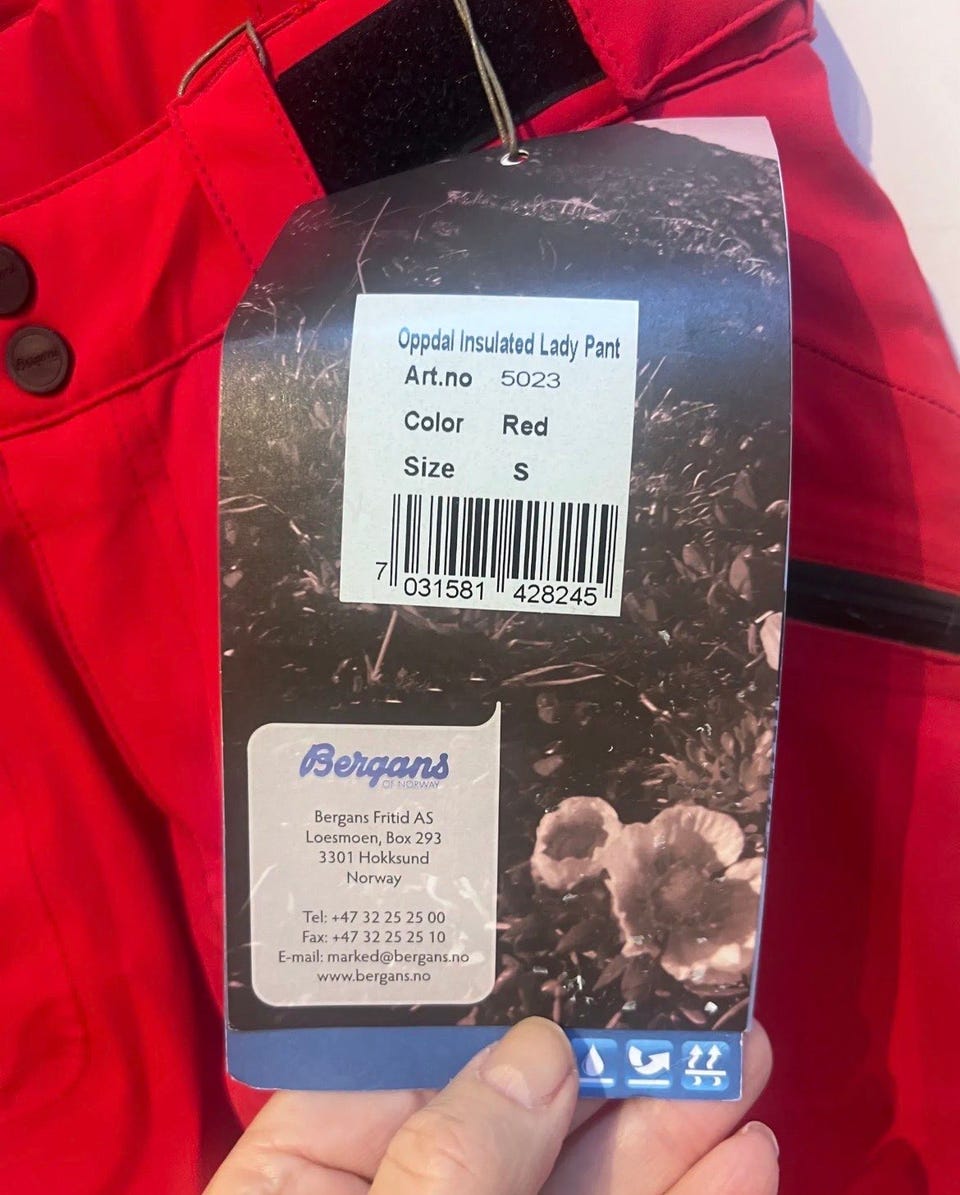 Oppdal Insulated Lady Pant
Art.no 5023
Color Red
Size S
7 031581 428245
Bergans
OF NORWAY
Bergans Fritid AS
Loesmoen, Box 293
3301 Hokksund
Norway
Tel: +47 32 25 25 00
Fax: +47 32 25 25 10
E-mail: marked@bergans.no
www.bergans.no
Bergans